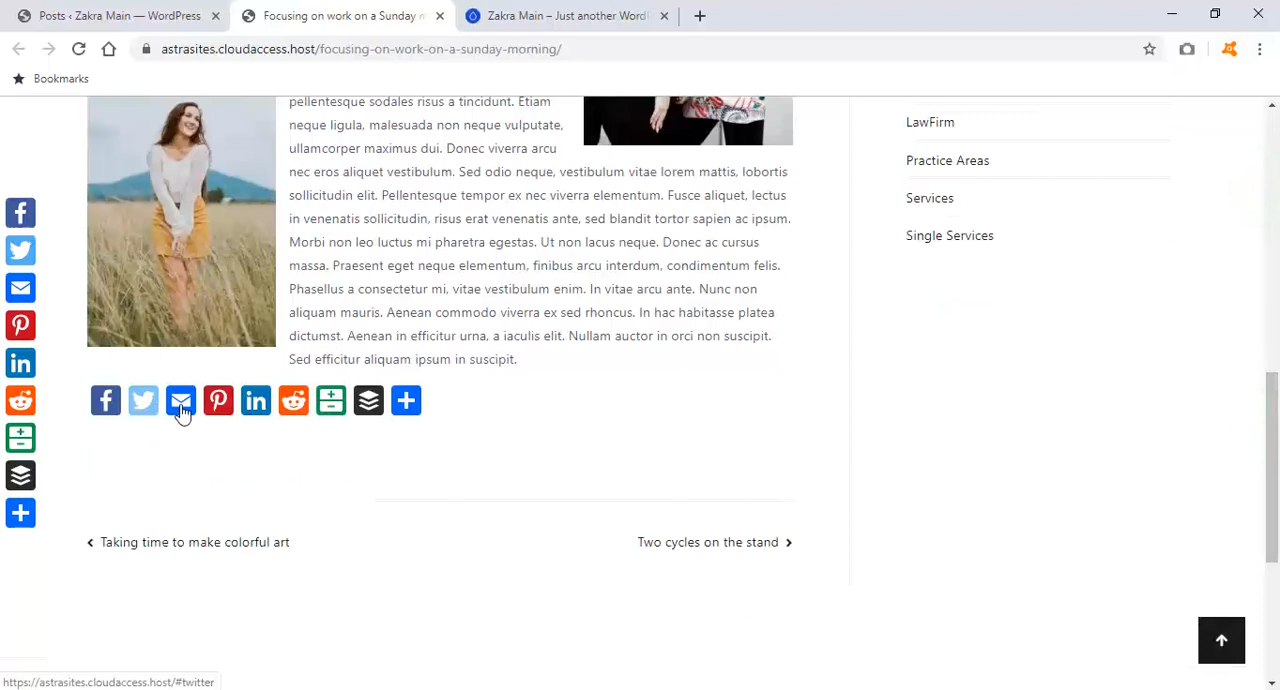 Posts ‹ Zakra Main — WordPress
Focusing on work on a Sunday m
Zakra Main – Just another Word
astrasites.cloudaccess.host/focusing-on-work-on-a-sunday-morning/
Bookmarks
pellentesque sodales risus a tincidunt. Etiam
neque ligula, malesuada non neque vulputate,
ullamcorper maximus dui. Donec viverra arcu
nec eros aliquet vestibulum. Sed odio neque, vestibulum vitae lorem mattis, lobortis
sollicitudin elit. Pellentesque tempor ex nec viverra elementum. Fusce aliquet, lectus
in venenatis sollicitudin, risus erat venenatis ante, sed blandit tortor sapien ac ipsum.
Morbi non leo luctus mi pharetra egestas. Ut non lacus neque. Donec ac cursus
massa. Praesent eget neque elementum, finibus arcu interdum, condimentum felis.
Phasellus a consectetur mi, vitae vestibulum enim. In vitae arcu ante. Nunc non
aliquam mauris. Aenean commodo viverra ex sed rhoncus. In hac habitasse platea
dictumst. Aenean in efficitur urna, a iaculis elit. Nullam auctor in orci non suscipit.
Sed efficitur aliquam ipsum in suscipit.
LawFirm
Practice Areas
Services
Single Services
Taking time to make colorful art
Two cycles on the stand
https://astrasites.cloudaccess.host/#twitter